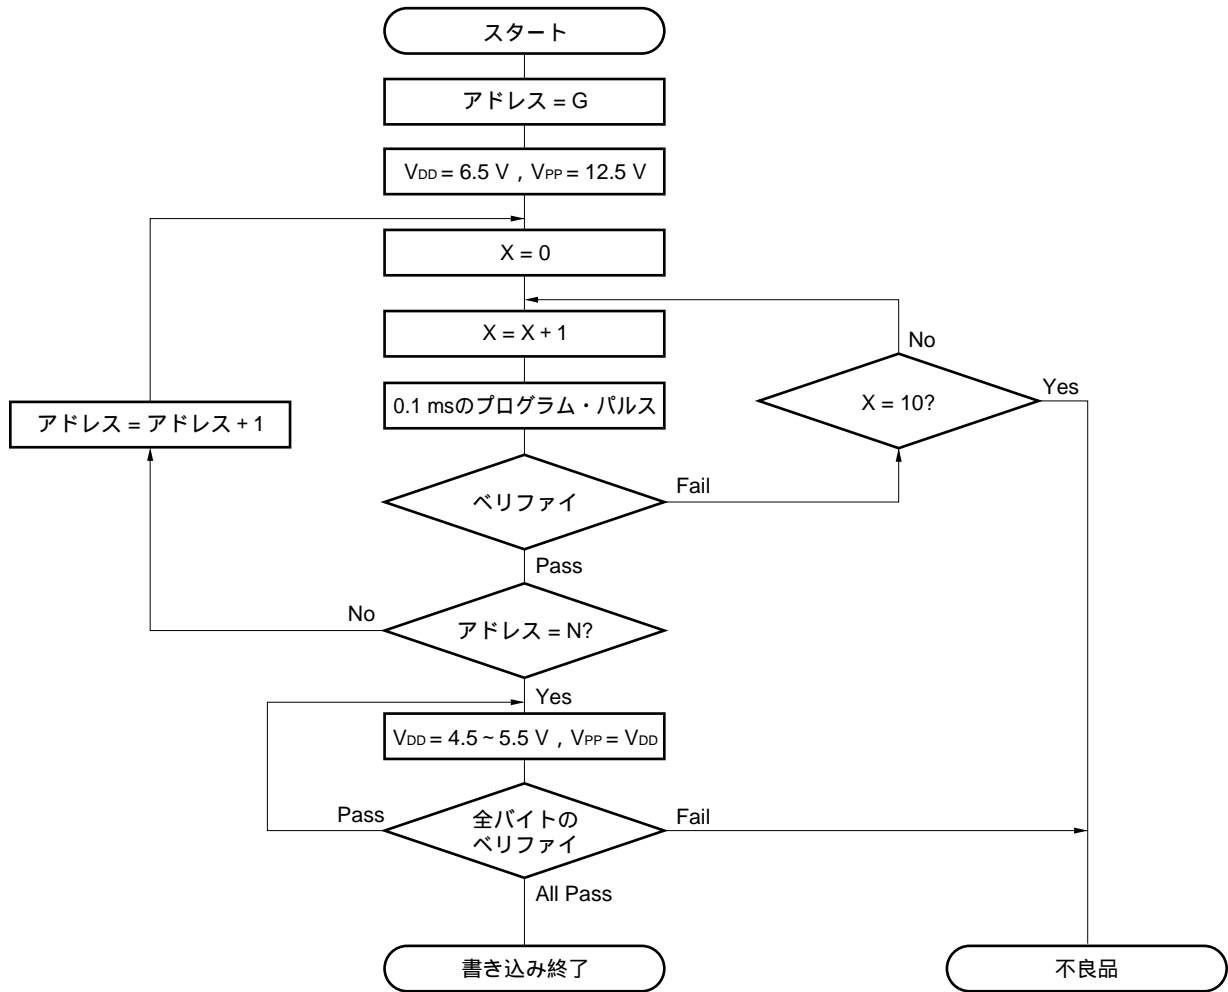 スタート
アドレス = G
VDD = 6.5 V , VPP = 12.5 V
X = 0
X = X + 1
No
0.1 msのプログラム・パルス
X = 10?
Yes
アドレス = アドレス + 1
ベリファイ
Fail
Pass
No
アドレス = N?
Yes
VDD = 4.5 ~ 5.5 V , VPP = VDD
Pass
全バイトの
ベリファイ
Fail
All Pass
書き込み終了
不良品